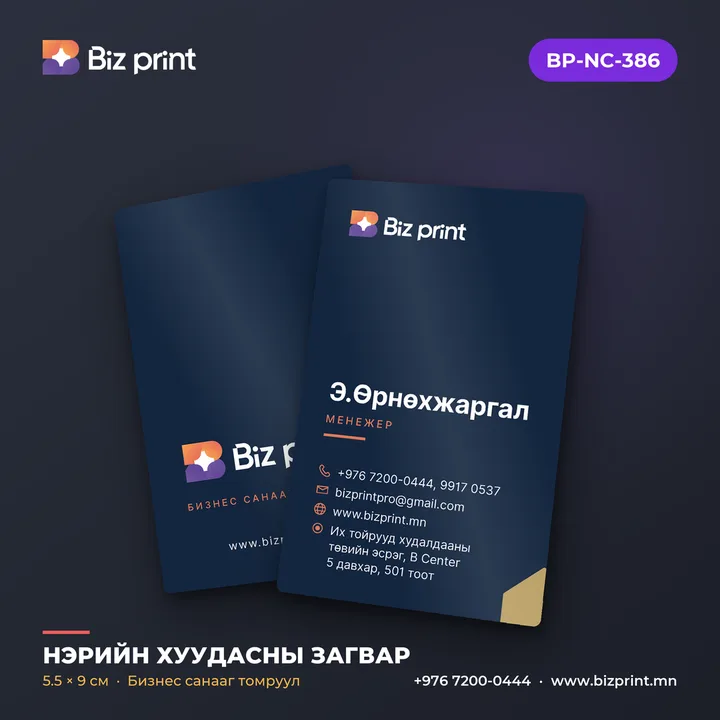 Biz print
BP-NC-386
Biz print
Э.Өрнөхжаргал
МЕНЕЖЕР
+976 7200-0444, 9917 0537
bizprintpro@gmail.com
www.bizprint.mn
Их тойрууд худалдааны
төвийн эсрэг, B Center
5 давхар, 501 тоот
Biz
БИЗНЕС САНАА
www.biz
НЭРИЙН ХУУДАСНЫ ЗАГВАР
5.5 × 9 см · Бизнес санааг томруул
+976 7200-0444 · www.bizprint.mn